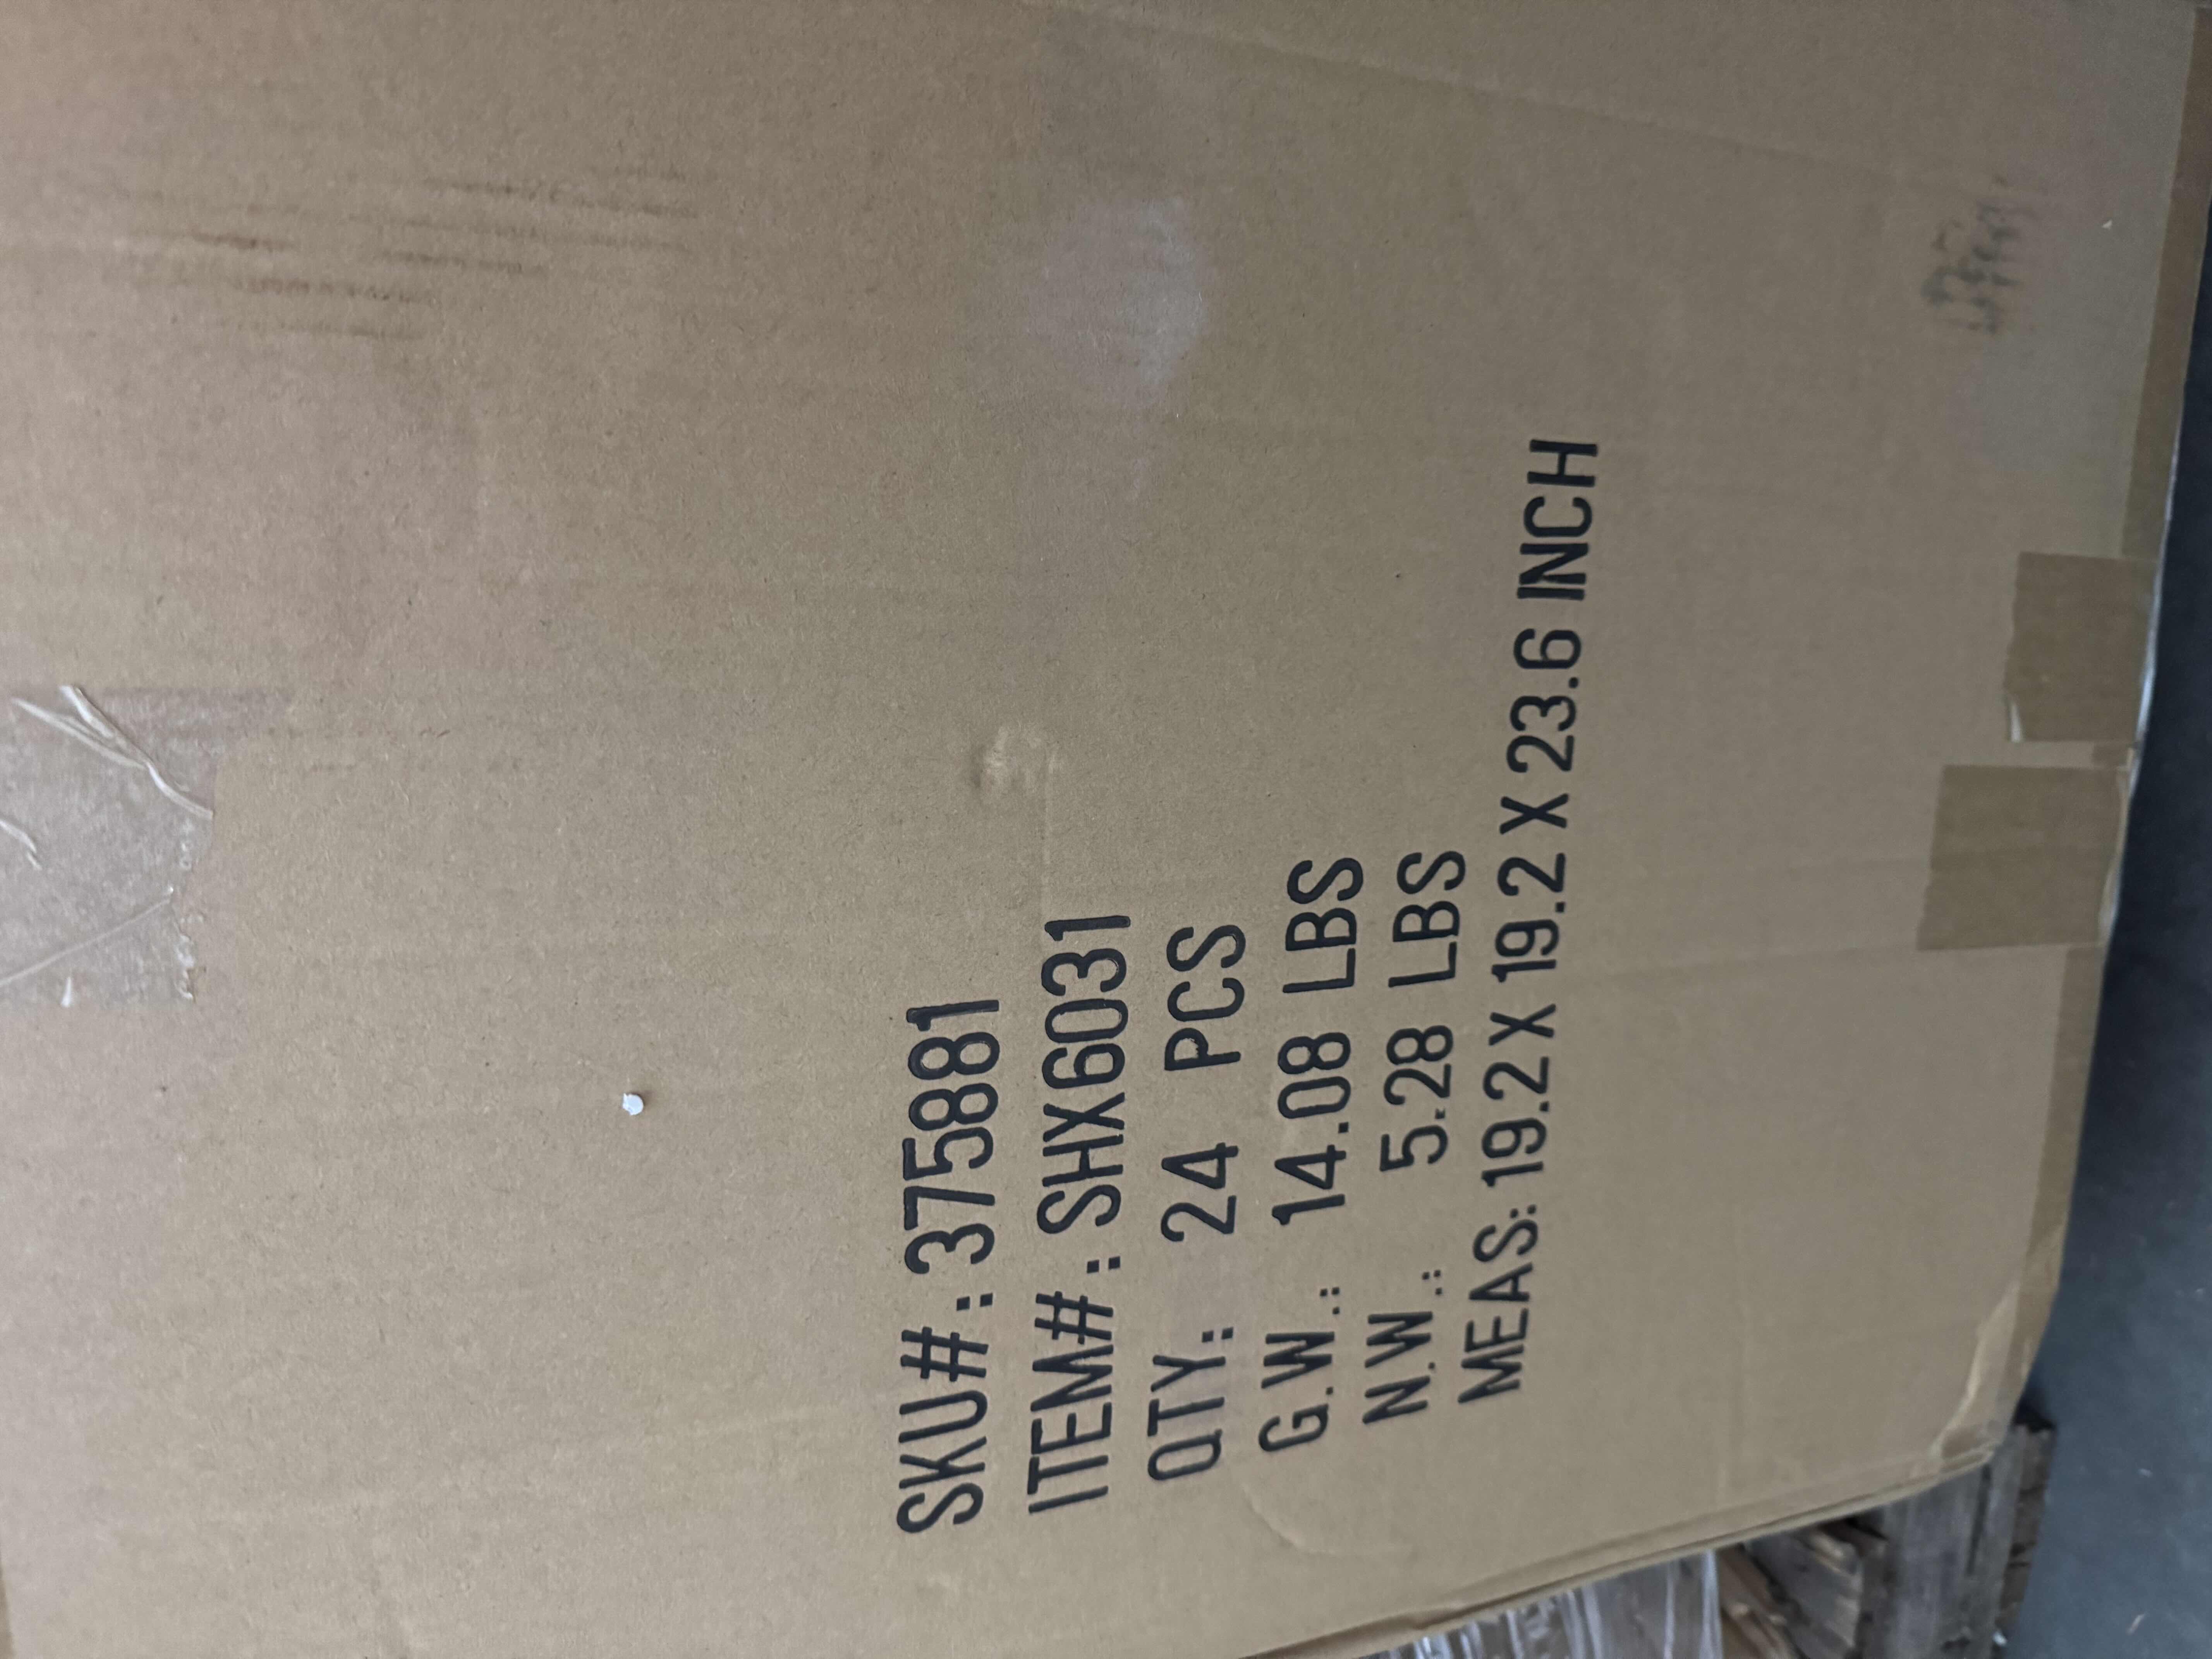 SKU#: 375881
ITEM#: SHX6031
QTY: 24 PCS
G.W.: 14.08 LBS
N.W.: 5.28 LBS
MEAS: 19.2 X 19.2 X 23.6 INCH